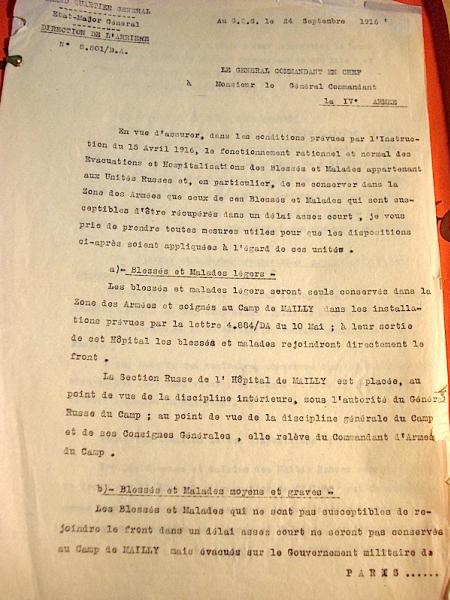 GRAND QUARTIER GENERAL
Etat-Major Général
DIRECTION DE L'ARRIERE
N° 8.801/D.A.
Au G.Q.G. le 24 Septembre 1916
LE GENERAL COMMANDANT EN CHEF
à Monsieur le Général Commandant
la IV° ARMEE
En vue d'assurer, dans les conditions prévues par l'Instruc-
tion du 15 Avril 1916, le fonctionnement rationnel et normal des
Evacuations et Hospitalisations des Blessés et Malades appartenant
aux Unités Russes et, en particulier, de ne conserver dans la
Zone des Armées que ceux de ces Blessés et Malades qui sont sus-
ceptibles d'être récupérés dans un délai assez court , je vous
prie de prendre toutes mesures utiles pour que les dispositions
ci-après soient appliquées à l'égard de ces unités .
a)- Blessés et Malades légers -
Les blessés et malades légers seront seuls conservés dans la
Zone des Armées et soignés au Camp de MAILLY dans les installa-
tions prévues par la lettre 4.884/DA du 10 Mai ; à leur sortie
de cet Hôpital les blessés et malades rejoindront directement le
front .
La Section Russe de l' Hôpital de MAILLY est placée, au
point de vue de la discipline intérieure, sous l'autorité du Général
Russe du Camp ; au point de vue de la discipline générale du Camp
et de ses Consignes Générales , elle relève du Commandant d'Armes
du Camp .
b)- Blessés et Malades moyens et graves -
Les Blessés et Malades qui ne sont pas susceptibles de re-
joindre le front dans un délai assez court ne seront pas conservés
au Camp de MAILLY mais évacués sur le Gouvernement militaire de
PARIS ......